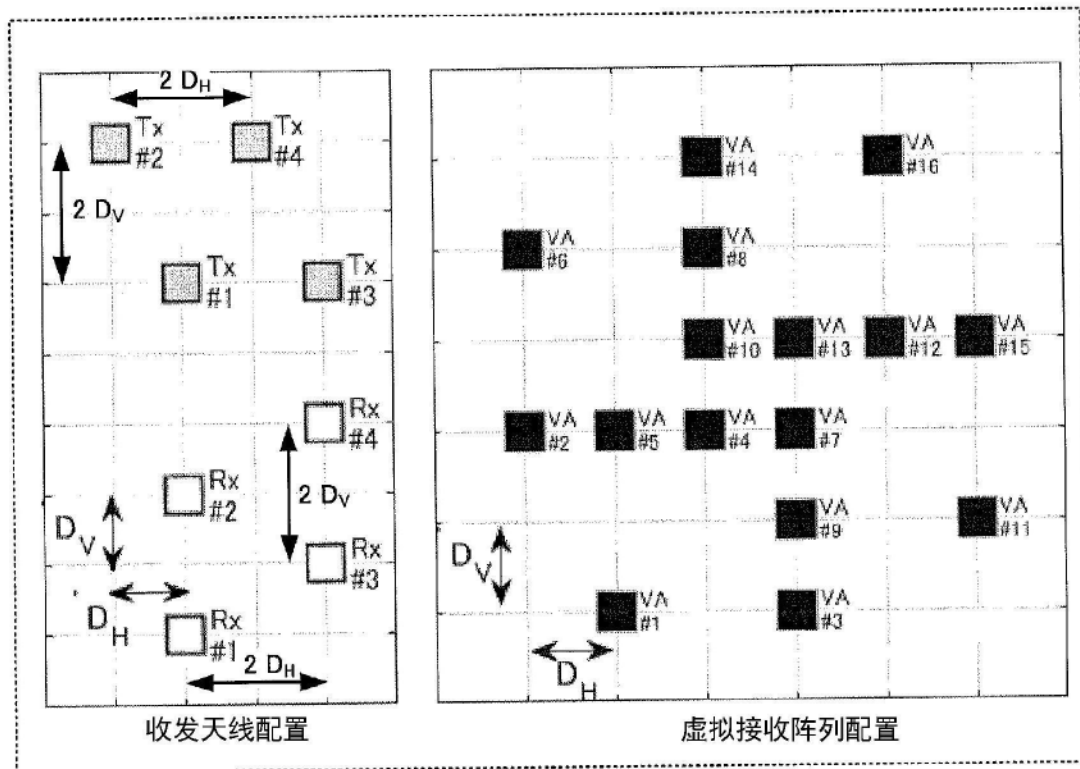 2 D_H
Tx
#2
Tx
#4
2 D_V
Tx
#1
Tx
#3
Rx
#4
Rx
#2
2 D_V
D_V
Rx
#3
D_H
Rx
#1
2 D_H
收发天线配置
VA
#14
VA
#16
VA
#6
VA
#8
VA
#10
VA
#13
VA
#12
VA
#15
VA
#2
VA
#5
VA
#4
VA
#7
VA
#9
VA
#11
D_V
VA
#1
VA
#3
D_H
虚拟接收阵列配置